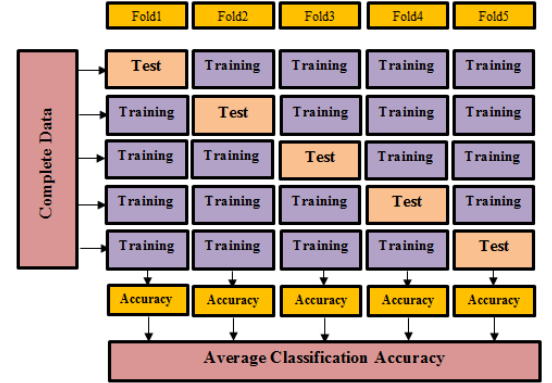 Fold1 Fold2 Fold3 Fold4 Fold5
Complete Data
Test Training Training Training Training
Training Test Training Training Training
Training Training Test Training Training
Training Training Training Test Training
Training Training Training Training Test
Accuracy Accuracy Accuracy Accuracy Accuracy
Average Classification Accuracy